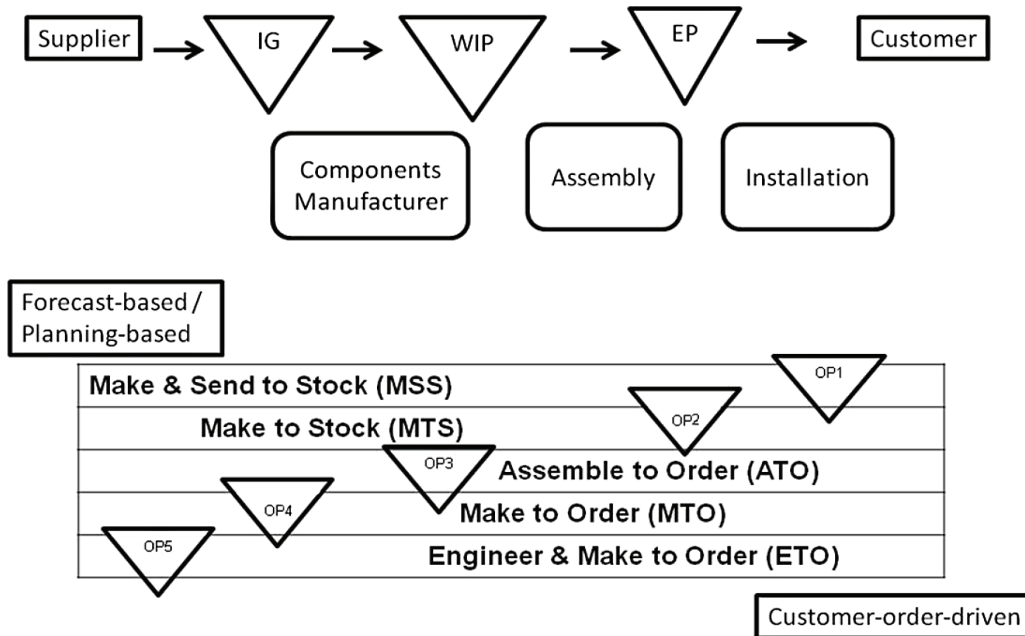 Supplier
IG
WIP
EP
Customer
Components
Manufacturer
Assembly
Installation
Forecast-based /
Planning-based
Make & Send to Stock (MSS)
OP1
Make to Stock (MTS)
OP2
OP3
Assemble to Order (ATO)
OP4
Make to Order (MTO)
OP5
Engineer & Make to Order (ETO)
Customer-order-driven